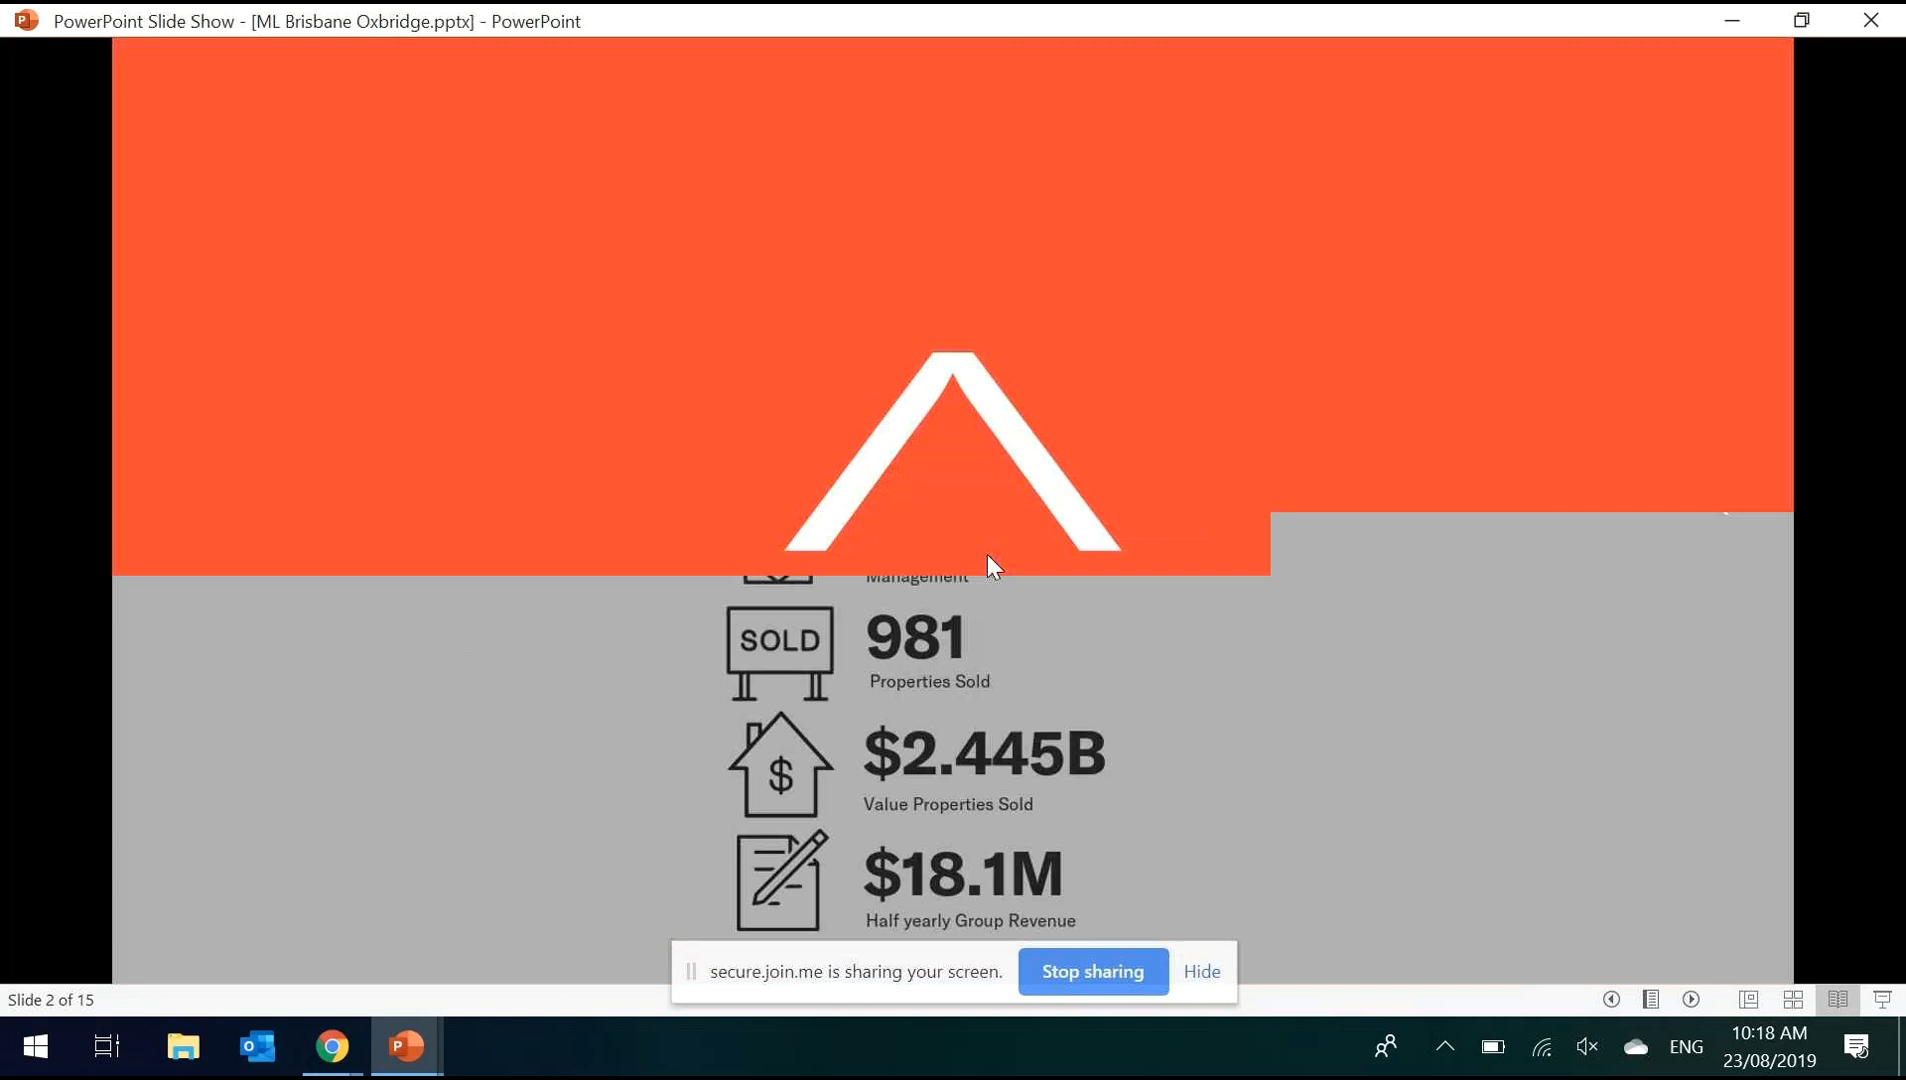 PowerPoint Slide Show - [ML Brisbane Oxbridge.pptx] - PowerPoint
Management
SOLD
981
Properties Sold
$
$2.445B
Value Properties Sold
$18.1M
Half yearly Group Revenue
secure.join.me is sharing your screen.
Stop sharing
Hide
Slide 2 of 15
ENG
10:18 AM
23/08/2019